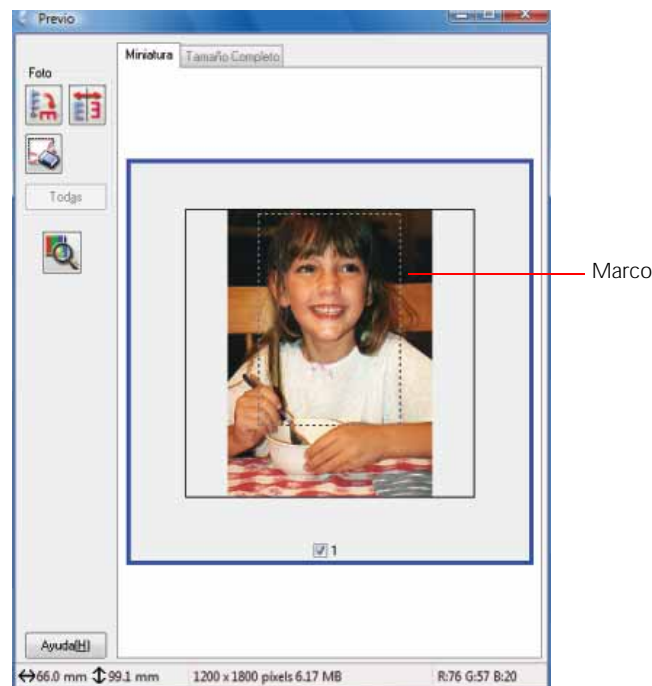 Previo
Miniatura Tamaño Completo
Foto
Todas
Marco
1
Ayuda(H)
66.0 mm 99.1 mm 1200 x 1800 pixels 6.17 MB R:76 G:57 B:20